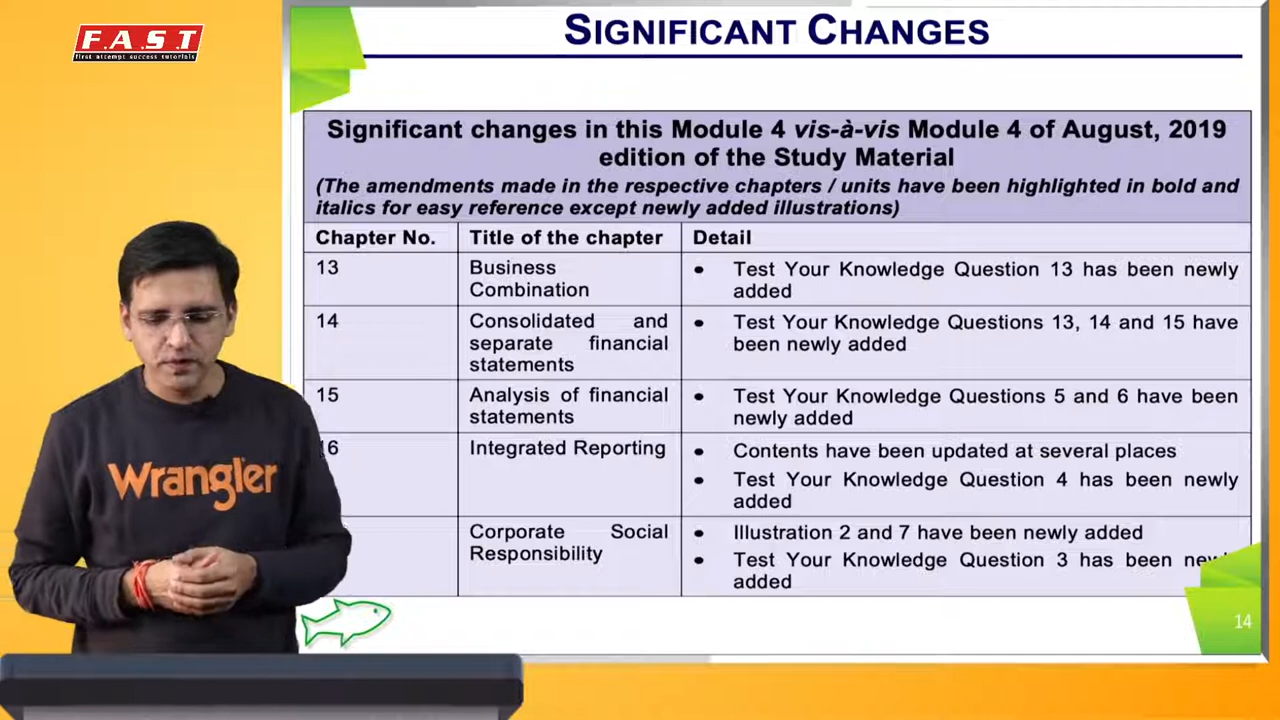 F.A.S.T
first attempt success tutorials
SIGNIFICANT CHANGES
Significant changes in this Module 4 vis-à-vis Module 4 of August, 2019
edition of the Study Material
(The amendments made in the respective chapters / units have been highlighted in bold and
italics for easy reference except newly added illustrations)
Chapter No.
Title of the chapter
Detail
13
Business
Combination
• Test Your Knowledge Question 13 has been newly
added
14
Consolidated and
separate financial
statements
• Test Your Knowledge Questions 13, 14 and 15 have
been newly added
15
Analysis of financial
statements
• Test Your Knowledge Questions 5 and 6 have been
newly added
16
Integrated Reporting
• Contents have been updated at several places
• Test Your Knowledge Question 4 has been newly
added
Corporate Social
Responsibility
• Illustration 2 and 7 have been newly added
• Test Your Knowledge Question 3 has been newly
added
Wrangler
14